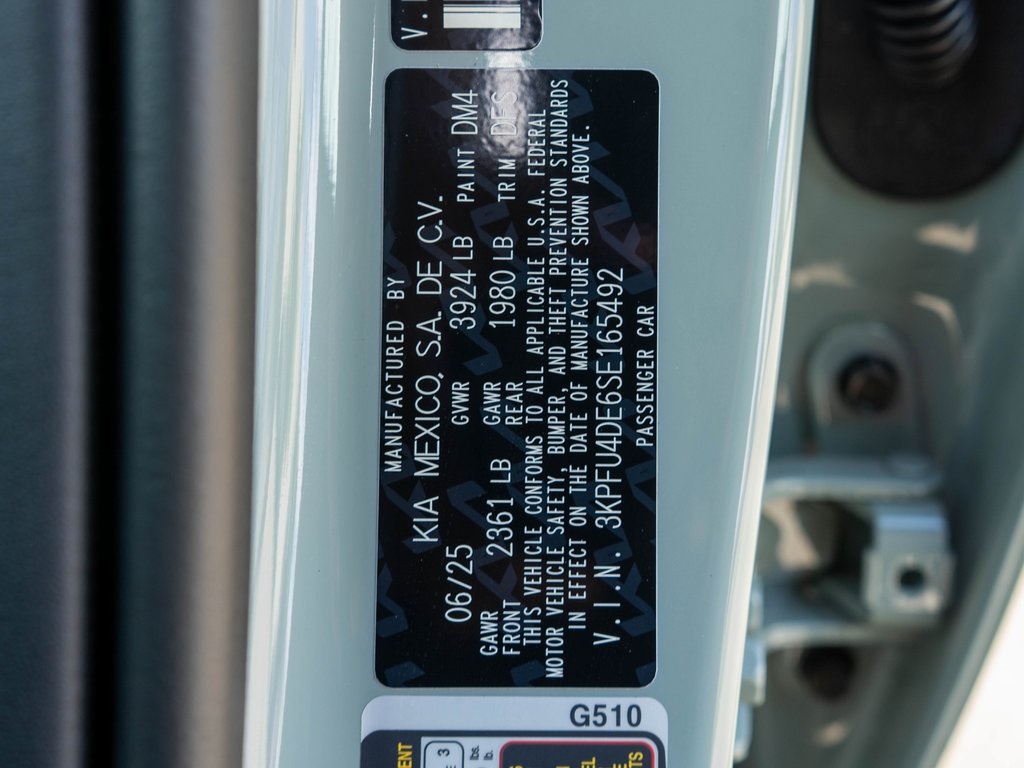 MANUFACTURED BY
KIA MEXICO, S.A. DE C.V.
06/25 GVWR 3924 LB PAINT DM4
GAWR FRONT 2361 LB GAWR REAR 1980 LB TRIM DFS
THIS VEHICLE CONFORMS TO ALL APPLICABLE U.S.A. FEDERAL
MOTOR VEHICLE SAFETY, BUMPER, AND THEFT PREVENTION STANDARDS
IN EFFECT ON THE DATE OF MANUFACTURE SHOWN ABOVE.
V.I.N. 3KPFU4DE6SE165492
PASSENGER CAR
G510